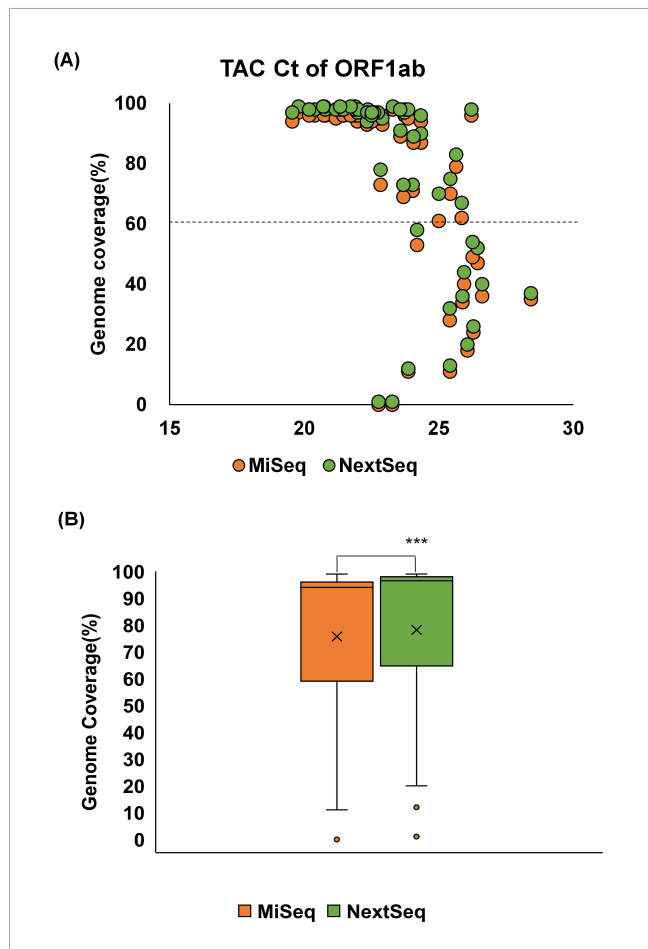 (A)
TAC Ct of ORF1ab
Genome coverage(%)
100
80
60
40
20
0
15 20 25 30
MiSeq NextSeq
(B)
***
Genome Coverage(%)
100
90
80
70
60
50
40
30
20
10
0
MiSeq NextSeq